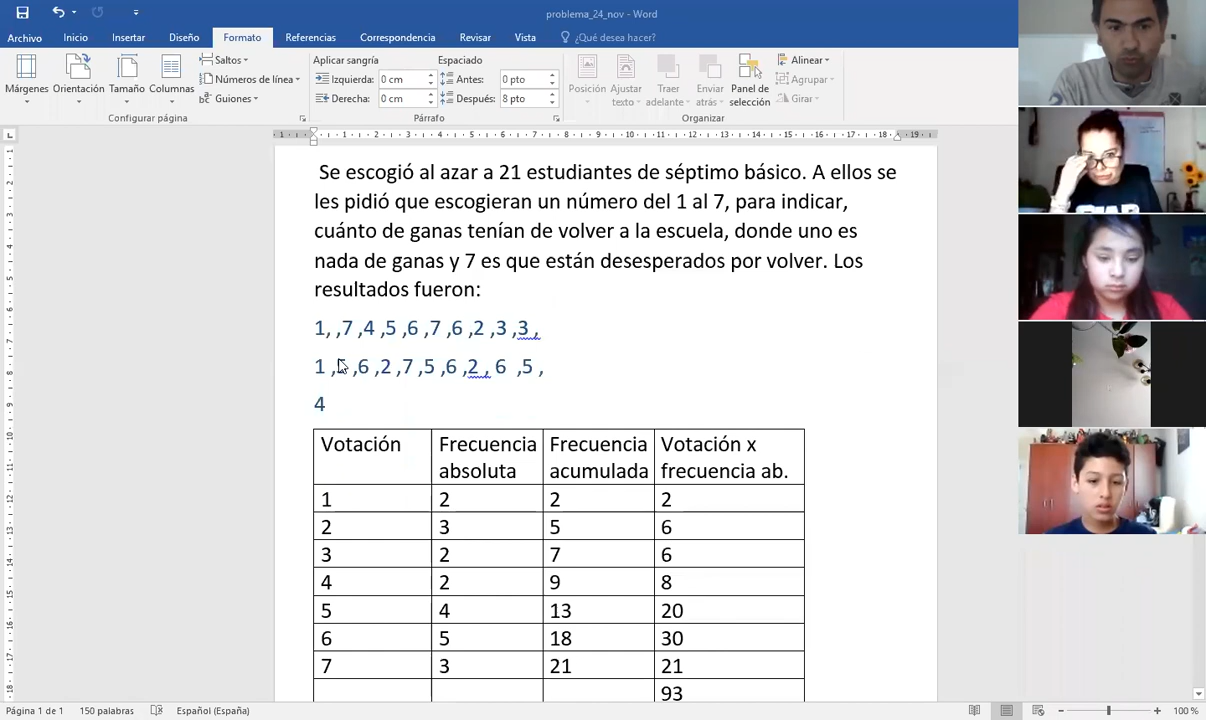 problema_24_nov - Word
Archivo Inicio Insertar Diseño Formato Referencias Correspondencia Revisar Vista ¿Qué desea hacer?
Márgenes Orientación Tamaño Columnas
Saltos
Números de línea
Guiones
Configurar página
Aplicar sangría
Izquierda: 0 cm
Derecha: 0 cm
Espaciado
Antes: 0 pto
Después: 8 pto
Párrafo
Posición
Ajustar texto
Traer adelante
Enviar atrás
Panel de selección
Alinear
Agrupar
Girar
Organizar
Se escogió al azar a 21 estudiantes de séptimo básico. A ellos se
les pidió que escogieran un número del 1 al 7, para indicar,
cuánto de ganas tenían de volver a la escuela, donde uno es
nada de ganas y 7 es que están desesperados por volver. Los
resultados fueron:
1, ,7 ,4 ,5 ,6 ,7 ,6 ,2 ,3 ,3 ,
1 , ,6 ,2 ,7 ,5 ,6 ,2 , 6 ,5 ,
4
Votación Frecuencia absoluta Frecuencia acumulada Votación x frecuencia ab.
1 2 2 2
2 3 5 6
3 2 7 6
4 2 9 8
5 4 13 20
6 5 18 30
7 3 21 21
93
Página 1 de 1 150 palabras Español (España) 100 %